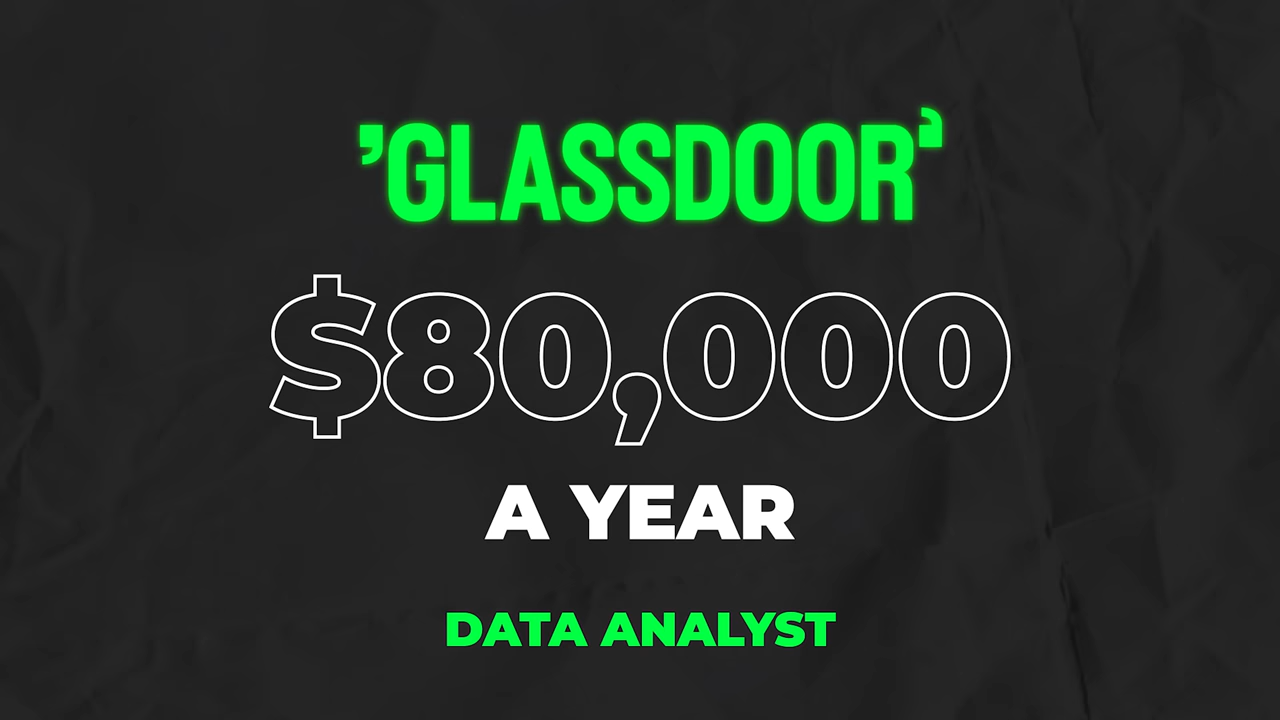 ’GLASSDOOR’
$80,000
A YEAR
DATA ANALYST